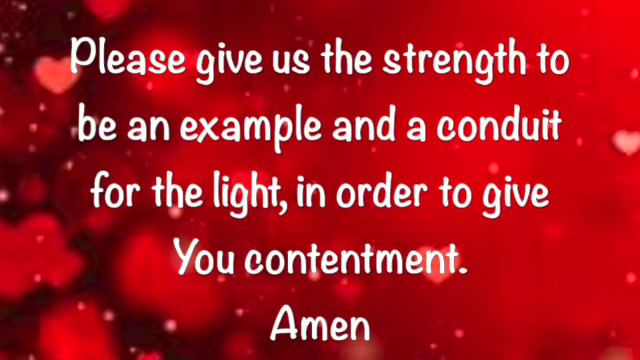 Please give us the strength to
be an example and a conduit
for the light, in order to give
You contentment.
Amen